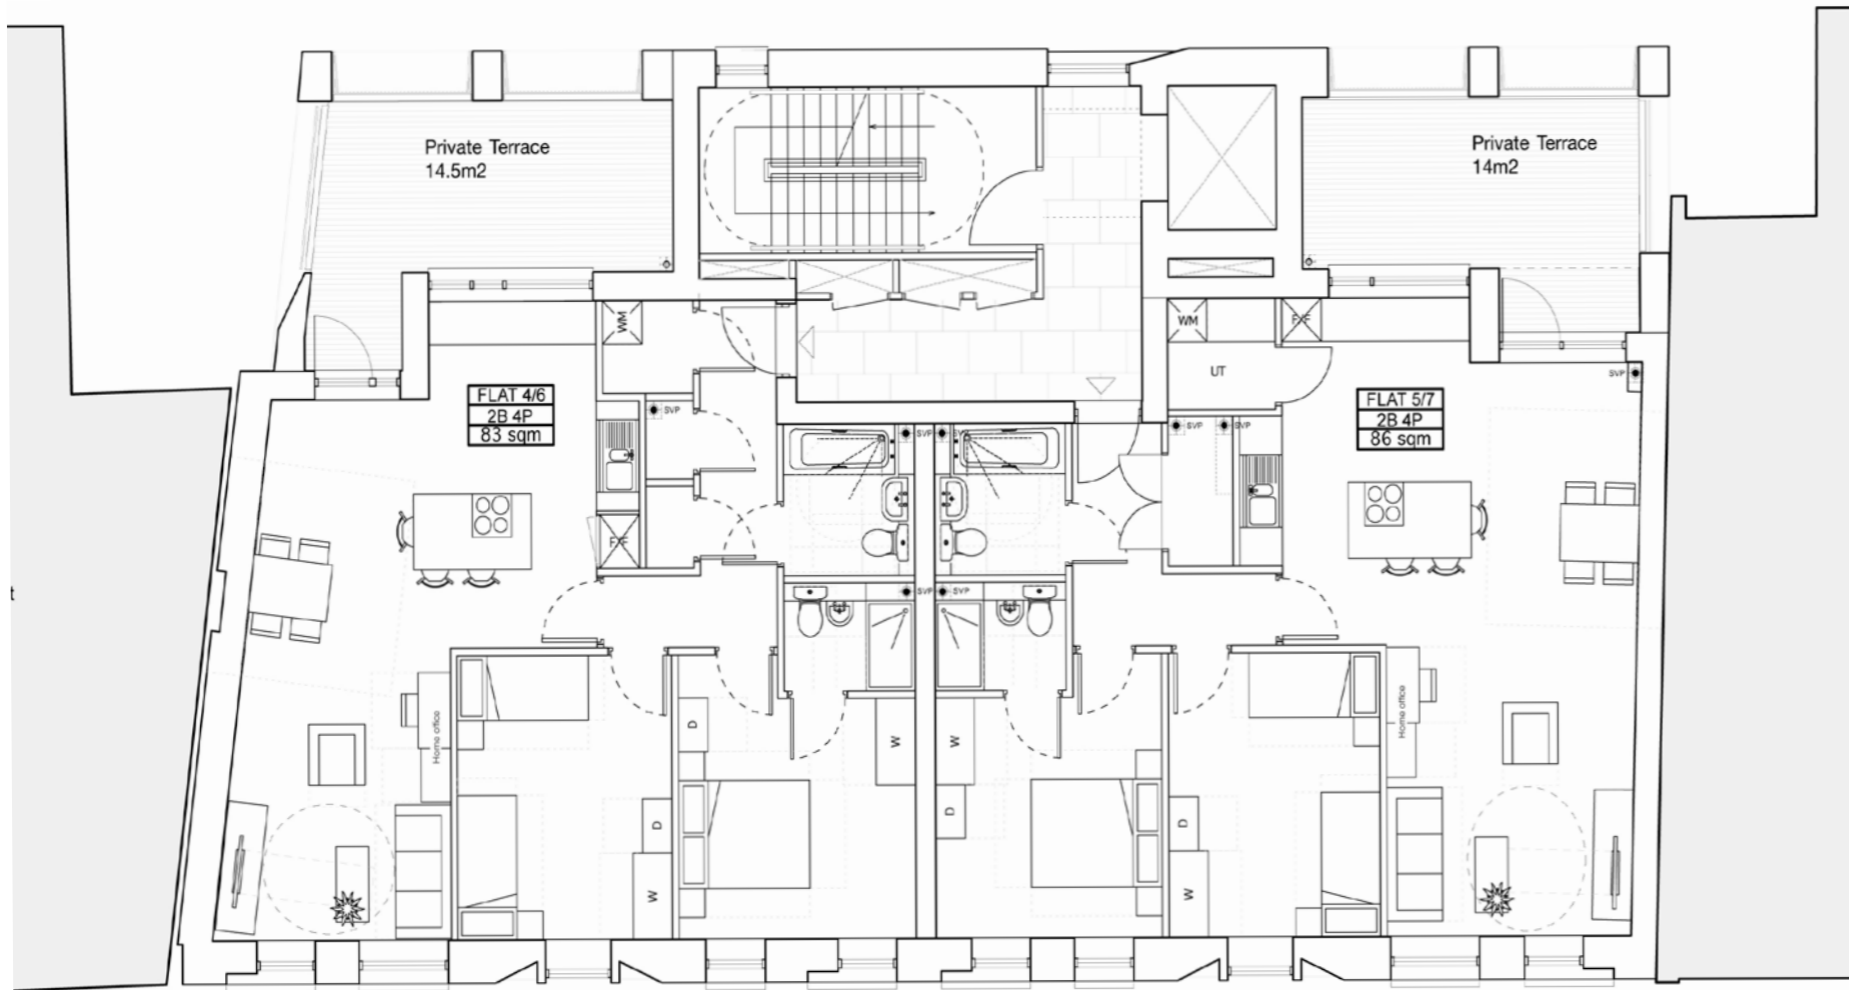 Private Terrace
14.5m2
Private Terrace
14m2
WM
WM
F/F
UT
SVP
FLAT 4/6
2B 4P
83 sqm
FLAT 5/7
2B 4P
86 sqm
SVP
SVP
SVP
SVP
SVP
F/F
t
SVP
SVP
Home office
D
W
W
Home office
D
D
D
W
W